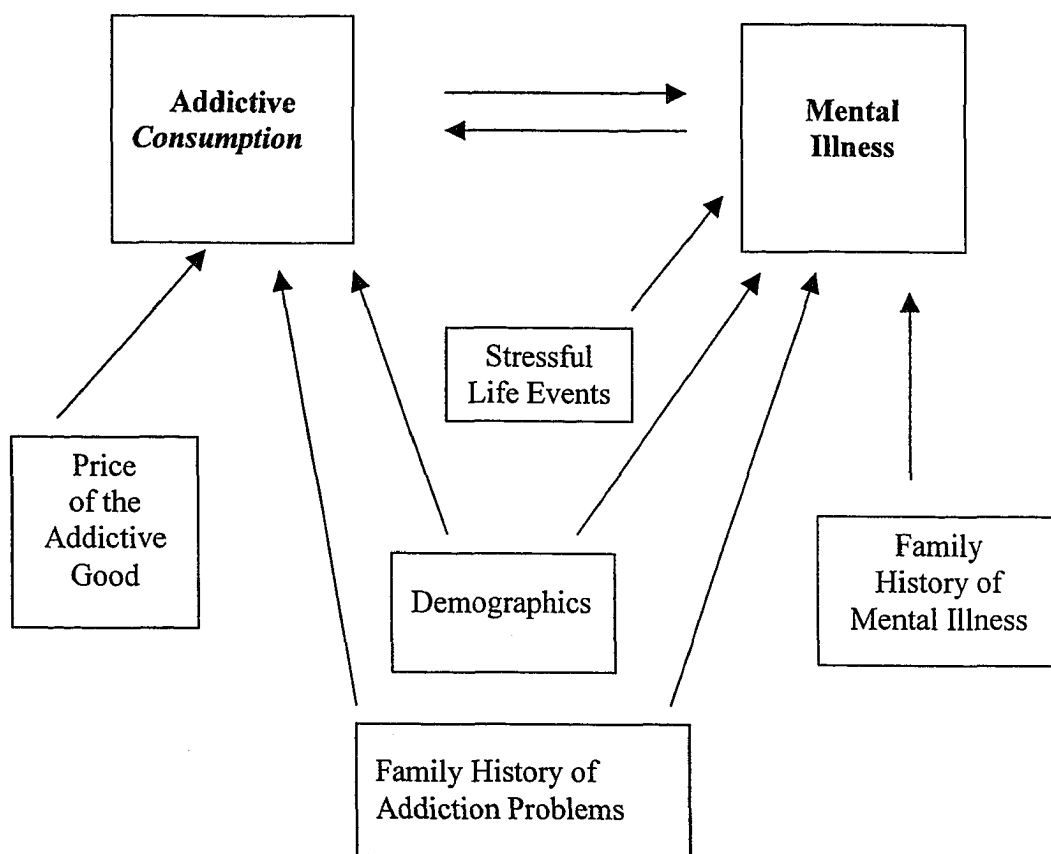 Addictive
Consumption
Mental
Illness
Stressful
Life Events
Price
of the
Addictive
Good
Demographics
Family
History of
Mental Illness
Family History of
Addiction Problems